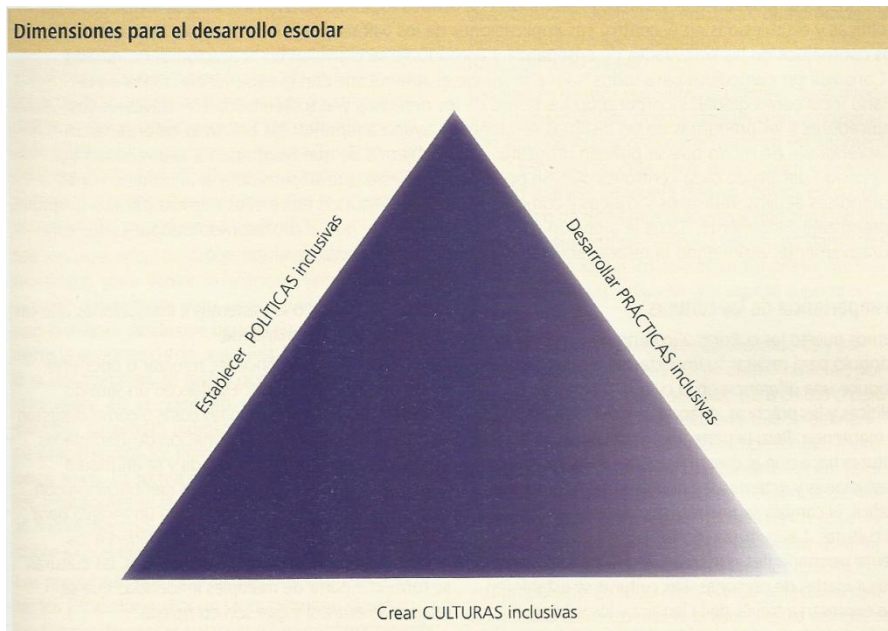 Dimensiones para el desarrollo escolar
Establecer POLÍTICAS inclusivas
Desarrollar PRÁCTICAS inclusivas
Crear CULTURAS inclusivas